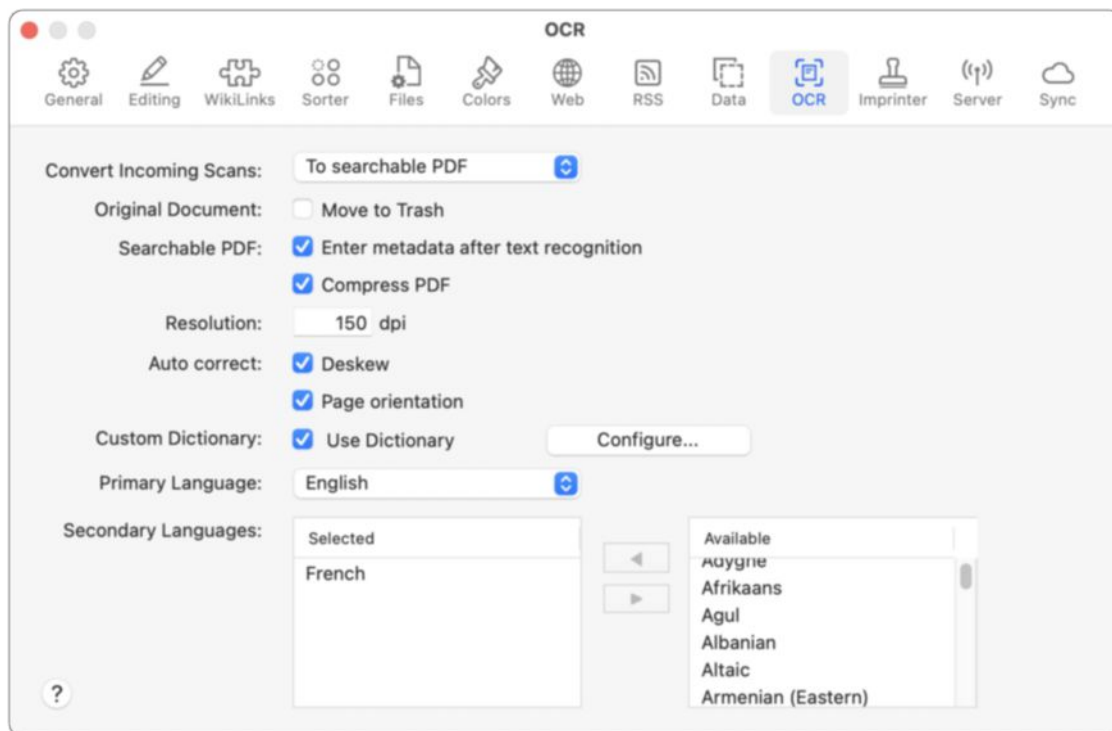 OCR
General Editing WikiLinks Sorter Files Colors Web RSS Data OCR Imprinter Server Sync
Convert Incoming Scans: To searchable PDF
Original Document: Move to Trash
Searchable PDF: Enter metadata after text recognition
Compress PDF
Resolution: 150 dpi
Auto correct: Deskew
Page orientation
Custom Dictionary: Use Dictionary Configure...
Primary Language: English
Secondary Languages: Selected Available
French Adyghe
Afrikaans
Agul
Albanian
Altaic
Armenian (Eastern)
?